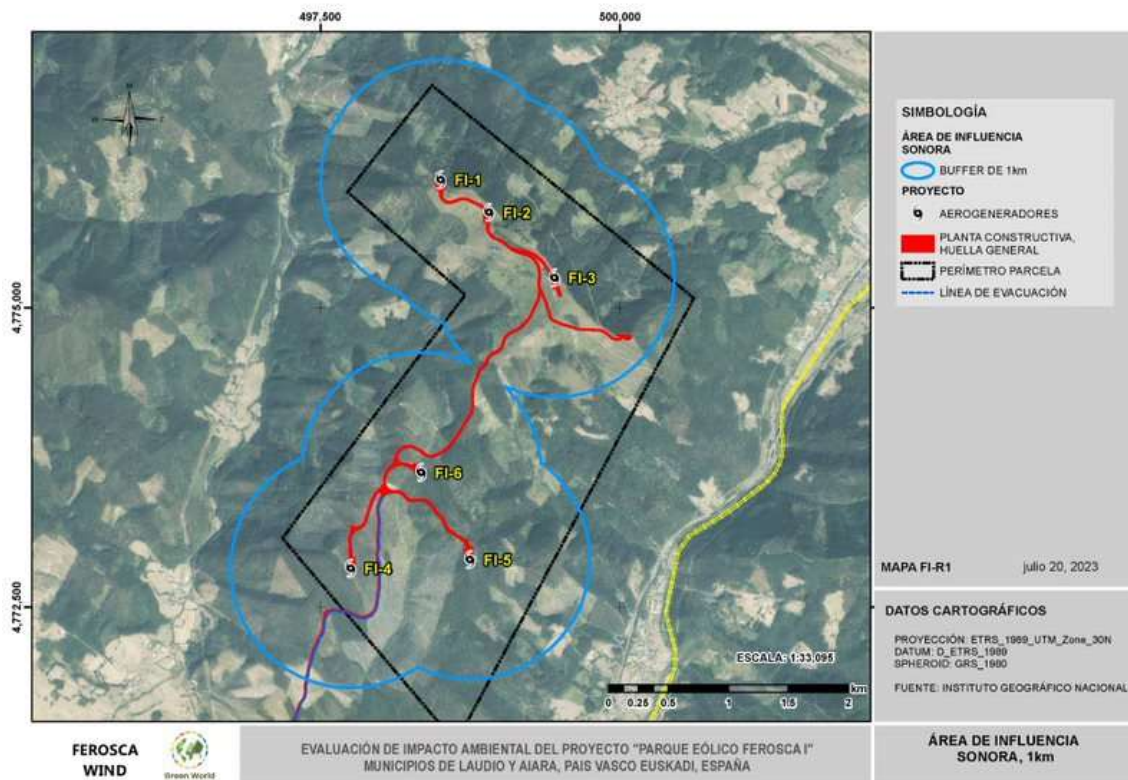 497,500
500,000
4,775,000
4,772,500
FI-1
FI-2
FI-3
FI-6
FI-4
FI-5
ESCALA: 1:33,095
km
0 0.25 0.5 1 1.5 2
SIMBOLOGÍA
ÁREA DE INFLUENCIA
SONORA
BUFFER DE 1km
PROYECTO
AEROGENERADORES
PLANTA CONSTRUCTIVA,
HUELLA GENERAL
PERÍMETRO PARCELA
LÍNEA DE EVACUACIÓN
MAPA FI-R1 julio 20, 2023
DATOS CARTOGRÁFICOS
PROYECCIÓN: ETRS_1989_UTM_Zone_30N
DATUM: D_ETRS_1989
SPHEROID: GRS_1980
FUENTE: INSTITUTO GEOGRÁFICO NACIONAL
FEROSCA
WIND
Green World
EVALUACIÓN DE IMPACTO AMBIENTAL DEL PROYECTO "PARQUE EÓLICO FEROSCA I"
MUNICIPIOS DE LAUDIO Y AIARA, PAIS VASCO EUSKADI, ESPAÑA
ÁREA DE INFLUENCIA
SONORA, 1km